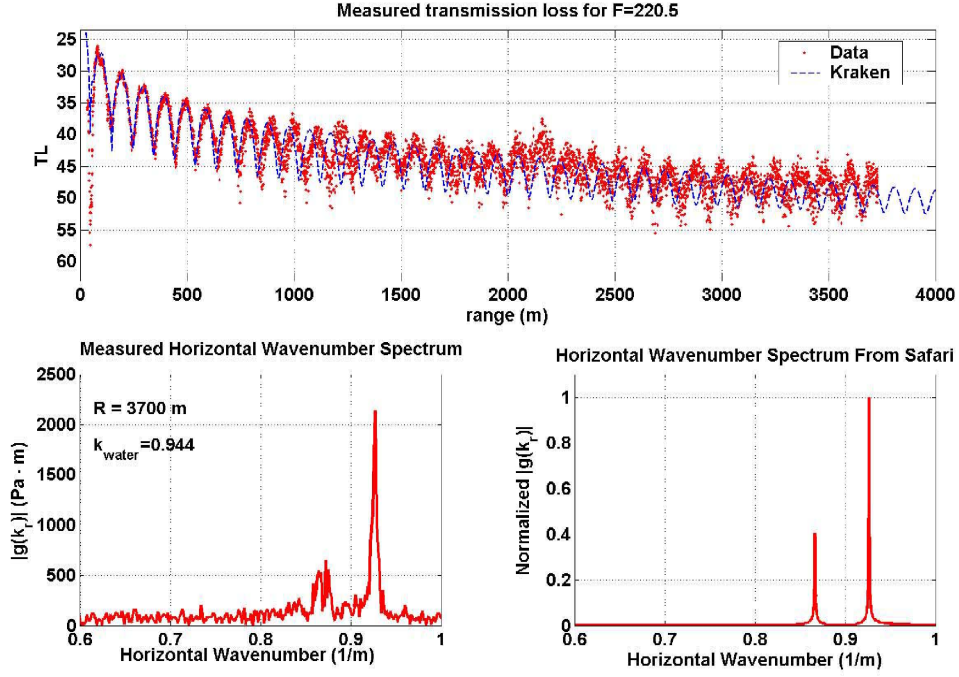 Measured transmission loss for F=220.5
TL
25
30
35
40
45
50
55
60
Data
Kraken
0 500 1000 1500 2000 2500 3000 3500 4000
range (m)
Measured Horizontal Wavenumber Spectrum
|g(k_r)| (Pa · m)
2500
2000
1500
1000
500
0
R = 3700 m
k_water=0.944
0.6 0.7 0.8 0.9 1
Horizontal Wavenumber (1/m)
Horizontal Wavenumber Spectrum From Safari
Normalized |g(k_r)|
1
0.8
0.6
0.4
0.2
0
0.6 0.7 0.8 0.9 1
Horizontal Wavenumber (1/m)